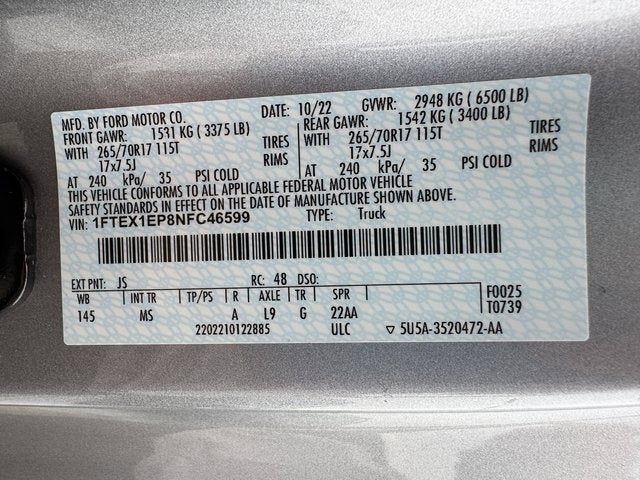 MFD. BY FORD MOTOR CO. DATE: 10/22 GVWR: 2948 KG ( 6500 LB)
FRONT GAWR: 1531 KG ( 3375 LB) REAR GAWR: 1542 KG ( 3400 LB)
WITH 265/70R17 115T TIRES WITH 265/70R17 115T TIRES
17x7.5J RIMS 17x7.5J RIMS
AT 240 kPa/ 35 PSI COLD AT 240 kPa/ 35 PSI COLD
THIS VEHICLE CONFORMS TO ALL APPLICABLE FEDERAL MOTOR VEHICLE
SAFETY STANDARDS IN EFFECT ON THE DATE OF MANUFACTURE SHOWN ABOVE.
VIN: 1FTEX1EP8NFC46599 TYPE: Truck
EXT PNT: JS RC: 48 DSO:
WB INT TR TP/PS R AXLE TR SPR F0025
145 MS A L9 G 22AA T0739
2202210122885 ULC ▽ 5U5A-3520472-AA